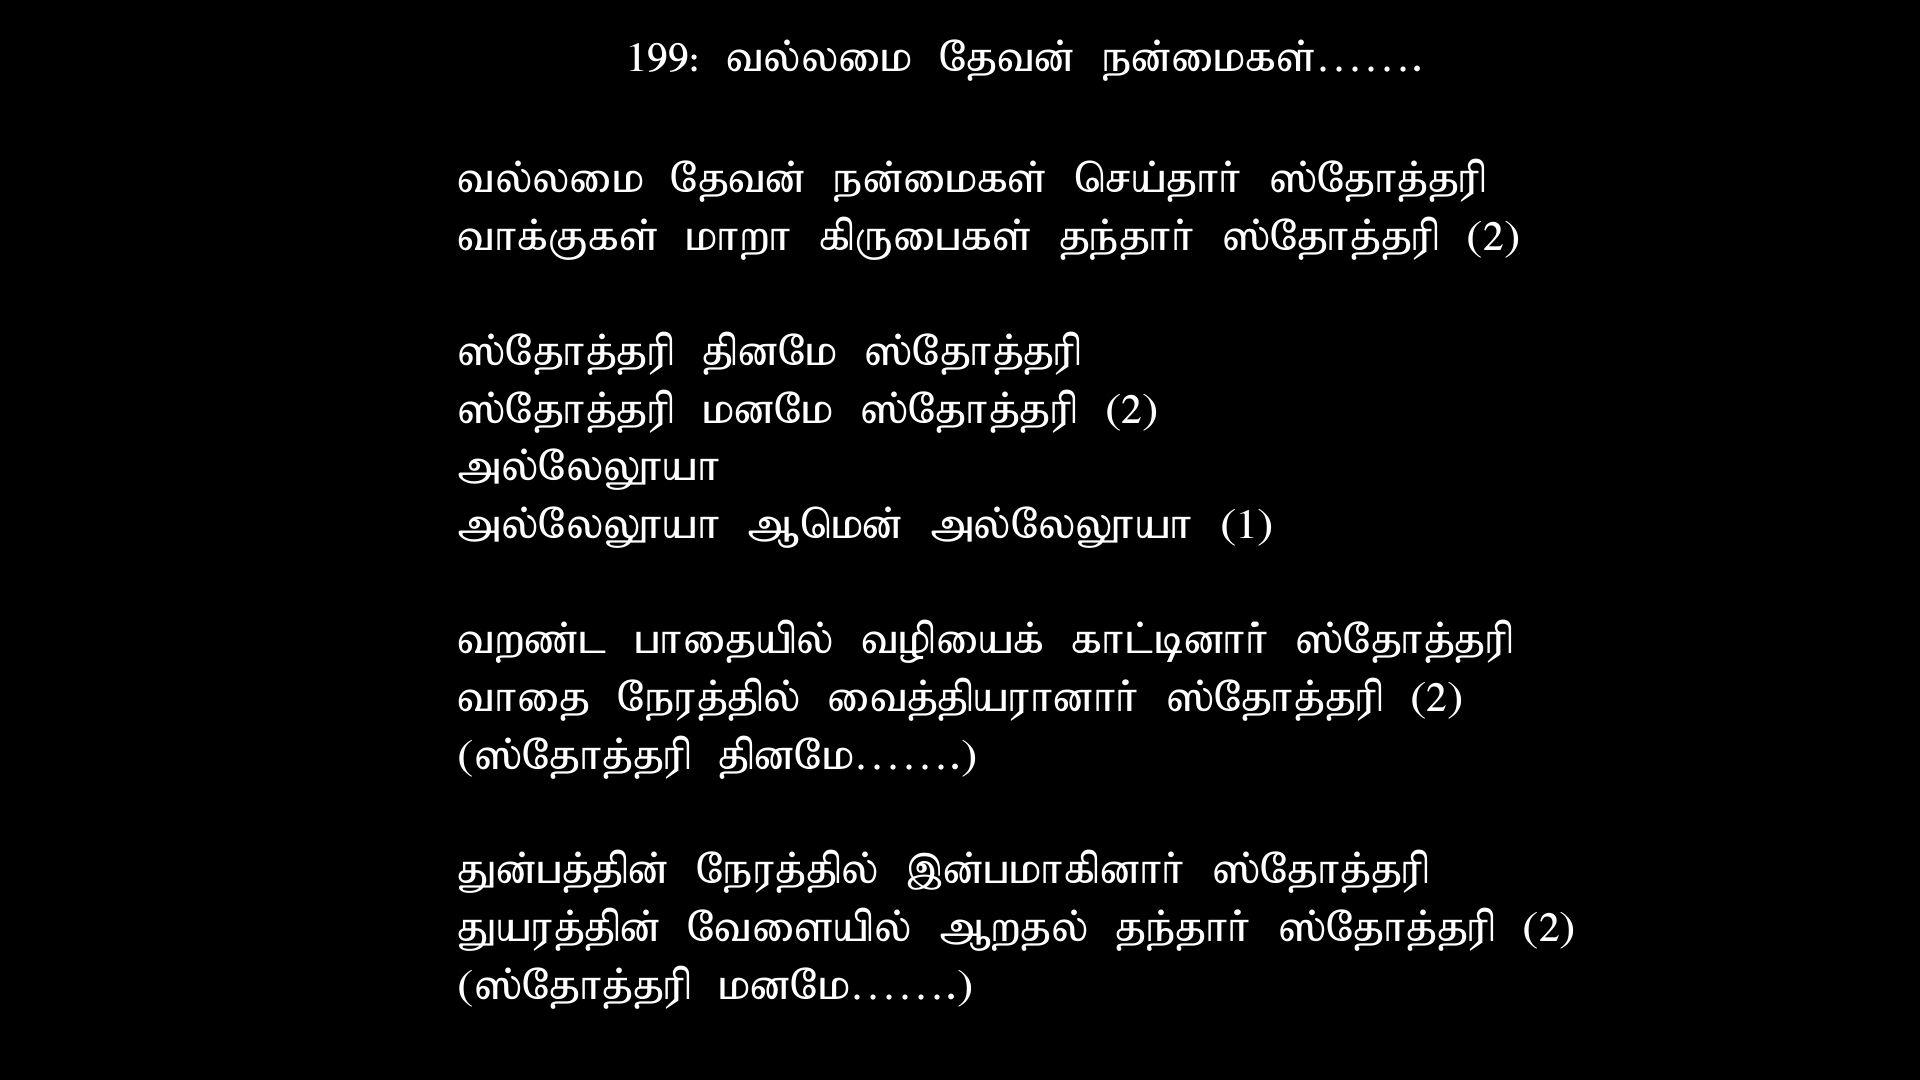 199: வல்லமை தேவன் நன்மைகள்…….
வல்லமை தேவன் நன்மைகள் செய்தார் ஸ்தோத்தரி
வாக்குகள் மாறா கிருபைகள் தந்தார் ஸ்தோத்தரி (2)
ஸ்தோத்தரி தினமே ஸ்தோத்தரி
ஸ்தோத்தரி மனமே ஸ்தோத்தரி (2)
அல்லேலூயா
அல்லேலூயா ஆமென் அல்லேலூயா (1)
வறண்ட பாதையில் வழியைக் காட்டினார் ஸ்தோத்தரி
வாதை நேரத்தில் வைத்தியரானார் ஸ்தோத்தரி (2)
(ஸ்தோத்தரி தினமே…….)
துன்பத்தின் நேரத்தில் இன்பமாகினார் ஸ்தோத்தரி
துயரத்தின் வேளையில் ஆறதல் தந்தார் ஸ்தோத்தரி (2)
(ஸ்தோத்தரி மனமே…….)